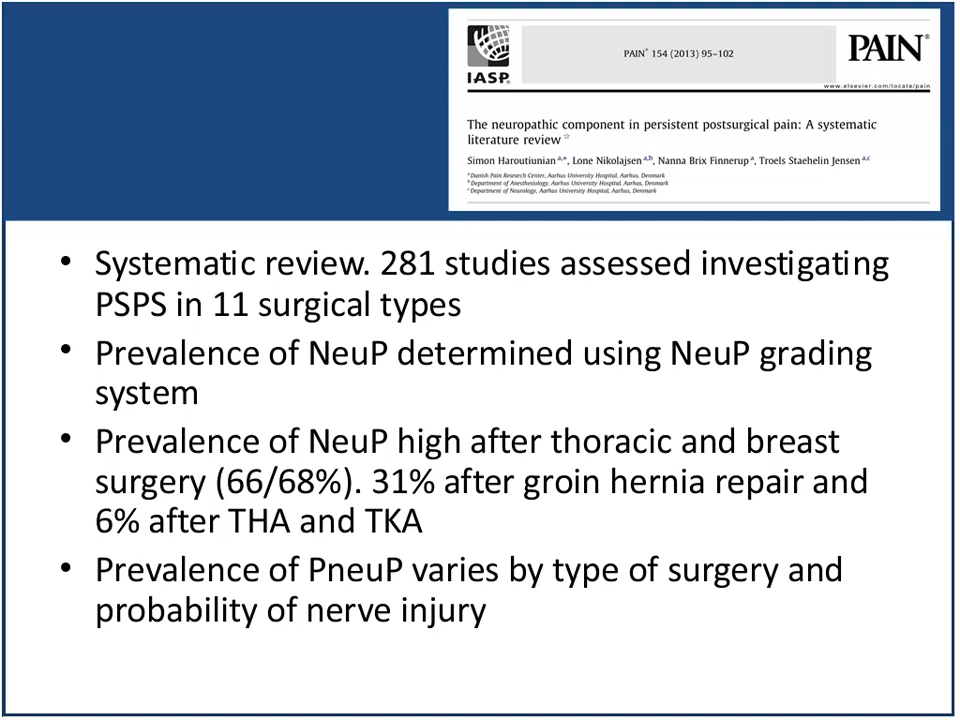 IASP®
PAIN® 154 (2013) 95–102
PAIN®
www.elsevier.com/locate/pain
The neuropathic component in persistent postsurgical pain: A systematic
literature review ☆
Simon Haroutiunian a,*, Lone Nikolajsen a,b, Nanna Brix Finnerup a, Troels Staehelin Jensen a,c
a Danish Pain Research Center, Aarhus University Hospital, Aarhus, Denmark
b Department of Anesthesiology, Aarhus University Hospital, Aarhus, Denmark
c Department of Neurology, Aarhus University Hospital, Aarhus, Denmark
• Systematic review. 281 studies assessed investigating
PSPS in 11 surgical types
• Prevalence of NeuP determined using NeuP grading
system
• Prevalence of NeuP high after thoracic and breast
surgery (66/68%). 31% after groin hernia repair and
6% after THA and TKA
• Prevalence of PneuP varies by type of surgery and
probability of nerve injury